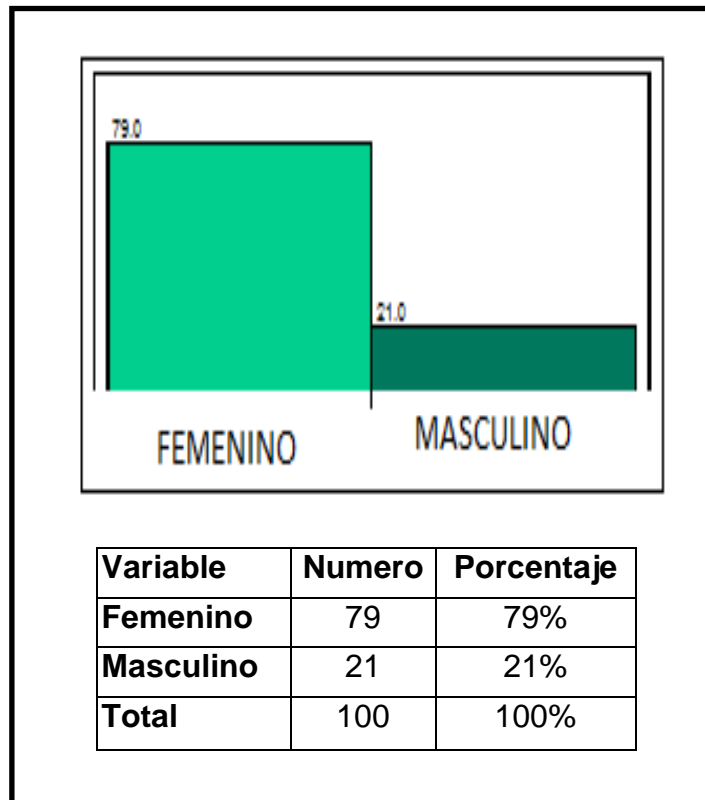 79.0
21.0
FEMENINO MASCULINO
Variable Numero Porcentaje
Femenino 79 79%
Masculino 21 21%
Total 100 100%